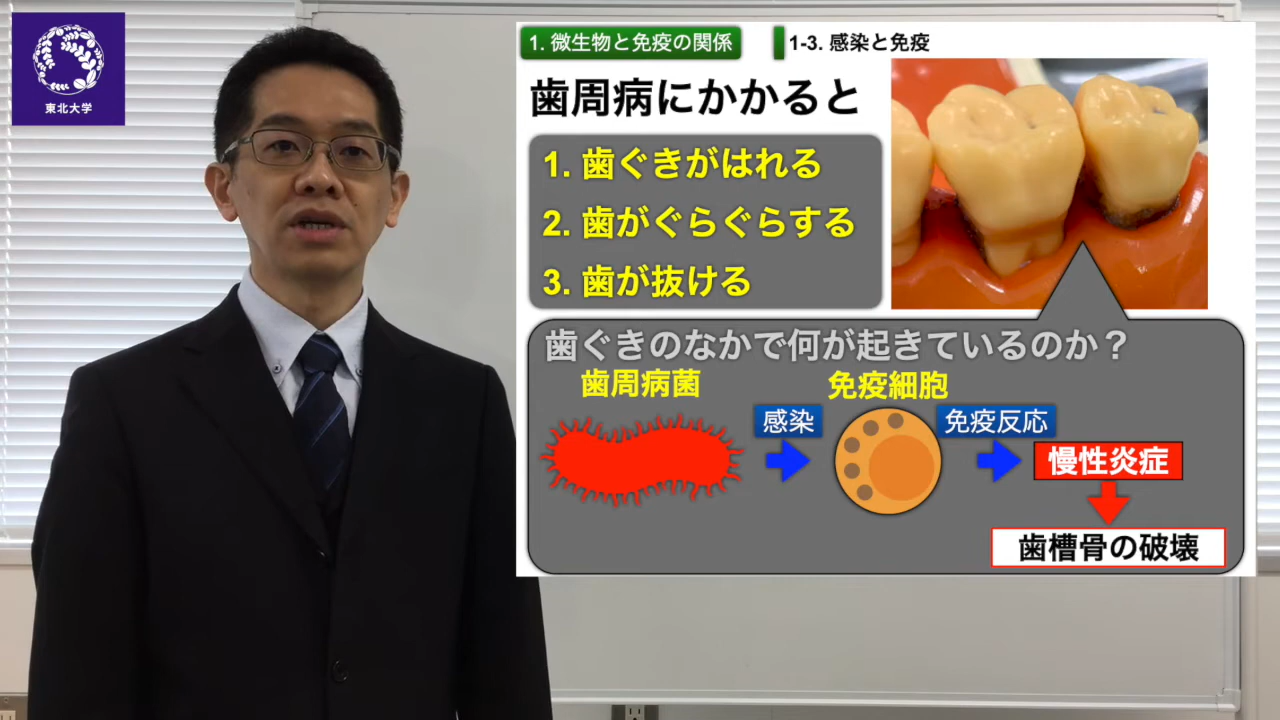 東北大学
1. 微生物と免疫の関係
1-3. 感染と免疫
歯周病にかかると
1. 歯ぐきがはれる
2. 歯がぐらぐらする
3. 歯が抜ける
歯ぐきのなかで何が起きているのか？
歯周病菌
感染
免疫細胞
免疫反応
慢性炎症
歯槽骨の破壊